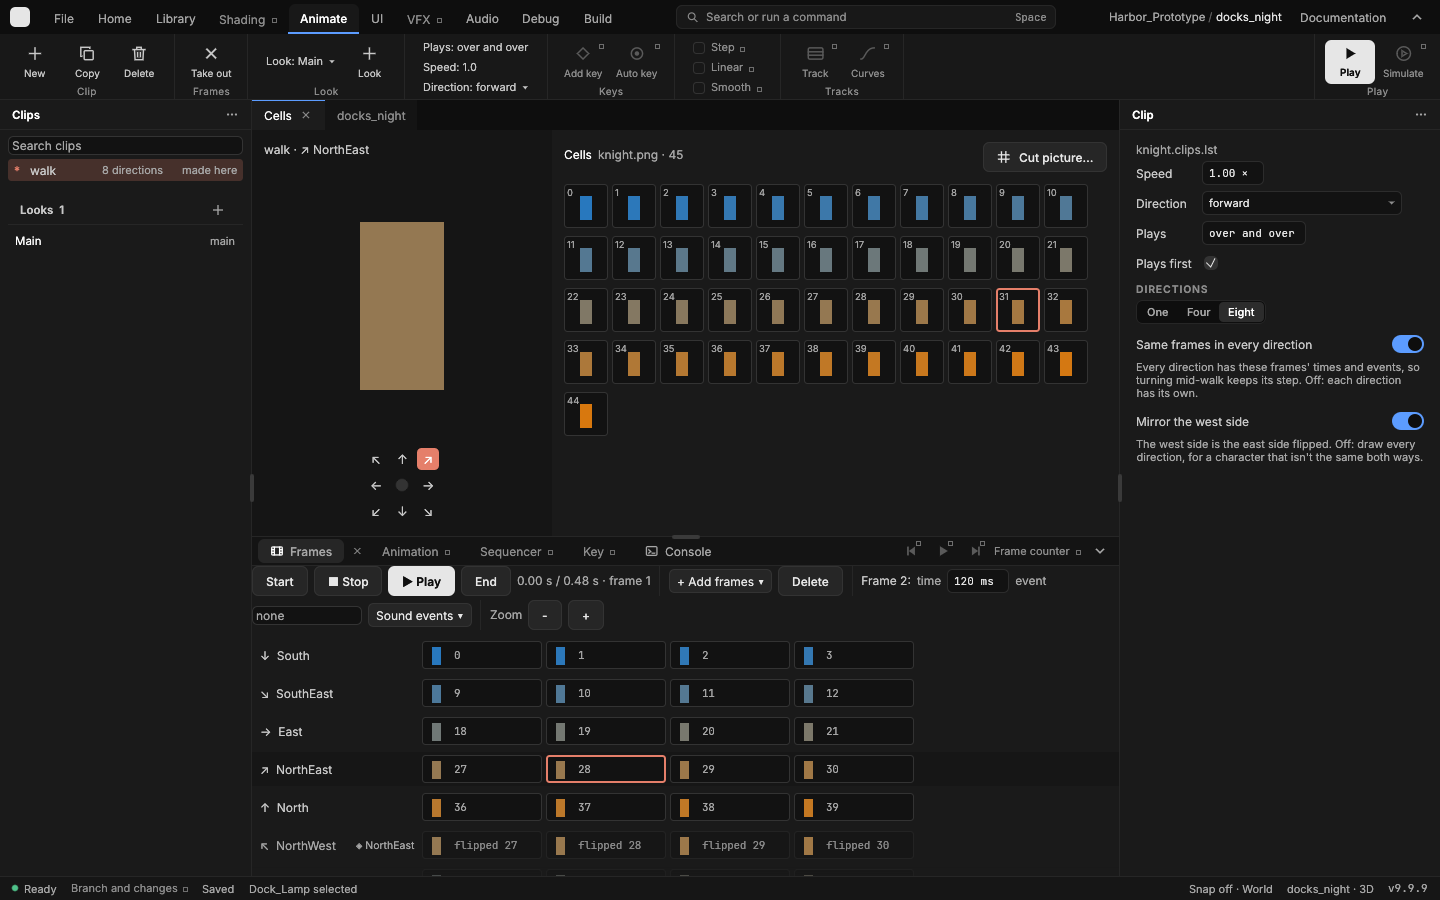 File Home Library Shading Animate UI VFX Audio Debug Build Search or run a command Space Harbor_Prototype / docks_night Documentation
New Copy Delete Clip
Take out Frames
Look: Main Look Look
Plays: over and over
Speed: 1.0
Direction: forward
Add key Auto key Keys
Step
Linear
Smooth
Track Curves Tracks
Play Simulate Play
Clips
Search clips
* walk 8 directions made here
Looks 1
Main main
Cells docks_night
walk · ↗ NorthEast
Cells knight.png · 45 Cut picture...
0 1 2 3 4 5 6 7 8 9 10
11 12 13 14 15 16 17 18 19 20 21
22 23 24 25 26 27 28 29 30 31 32
33 34 35 36 37 38 39 40 41 42 43
44
Clip
knight.clips.lst
Speed 1.00 ×
Direction forward
Plays over and over
Plays first
DIRECTIONS
One Four Eight
Same frames in every direction
Every direction has these frames' times and events, so
turning mid-walk keeps its step. Off: each direction
has its own.
Mirror the west side
The west side is the east side flipped. Off: draw every
direction, for a character that isn't the same both ways.
Frames Animation Sequencer Key Console Frame counter
Start Stop Play End 0.00 s / 0.48 s · frame 1 + Add frames Delete Frame 2: time 120 ms event
none Sound events Zoom - +
South 0 1 2 3
SouthEast 9 10 11 12
East 18 19 20 21
NorthEast 27 28 29 30
North 36 37 38 39
NorthWest NorthEast flipped 27 flipped 28 flipped 29 flipped 30
Ready Branch and changes Saved Dock_Lamp selected Snap off · World docks_night · 3D v9.9.9